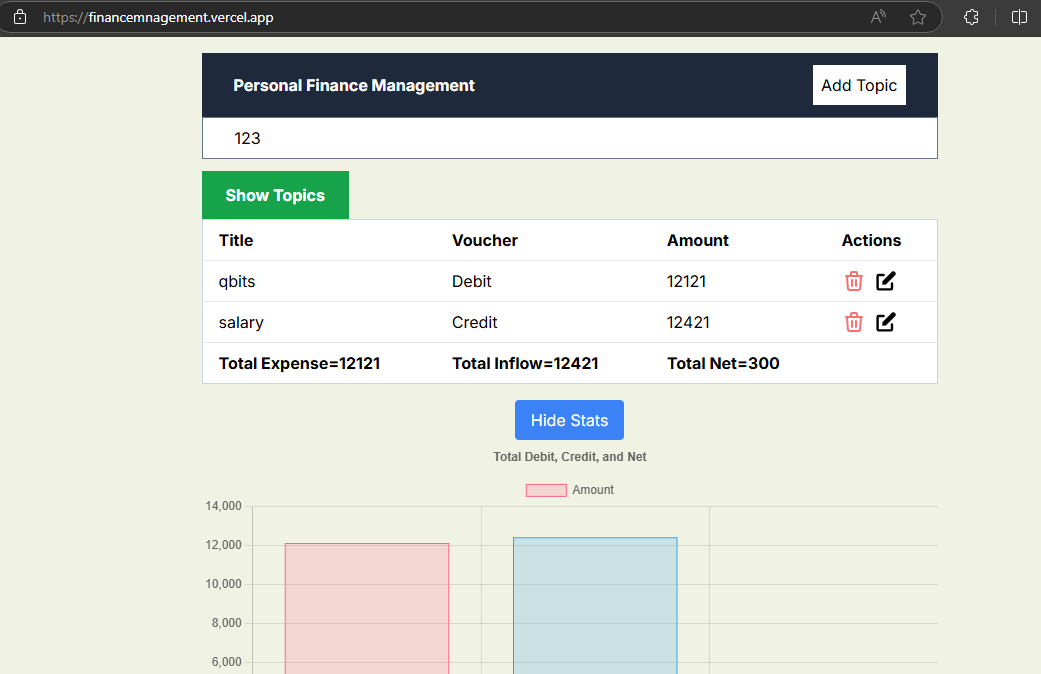 https://financemnagement.vercel.app
Personal Finance Management
Add Topic
123
Show Topics
Title Voucher Amount Actions
qbits Debit 12121
salary Credit 12421
Total Expense=12121 Total Inflow=12421 Total Net=300
Hide Stats
Total Debit, Credit, and Net
Amount
14,000
12,000
10,000
8,000
6,000